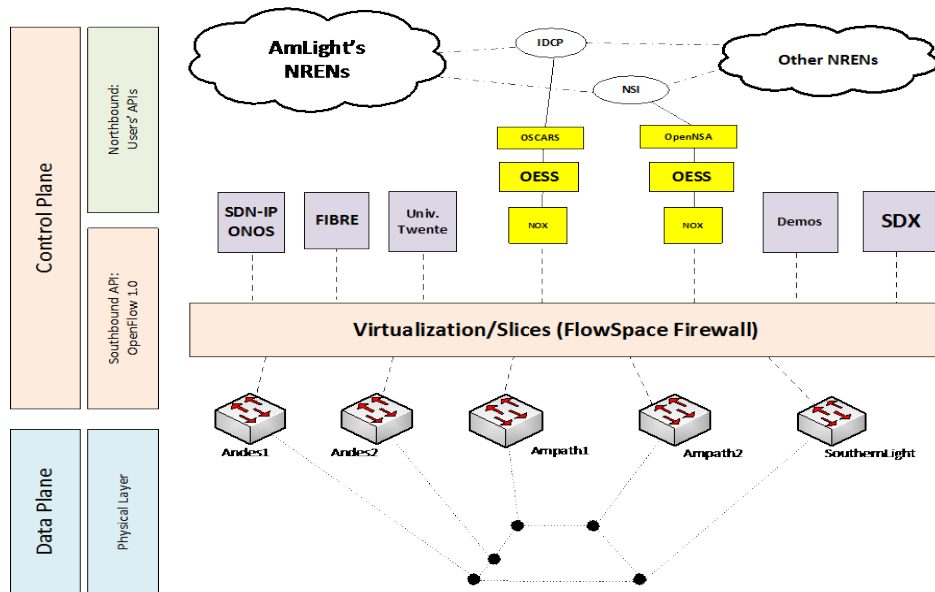 Control Plane
Northbound:
Users' APIs
Southbound API:
OpenFlow 1.0
Data Plane
Physical Layer
AmLight's
NRENs
IDCP
Other NRENs
NSI
OSCARS
OpenNSA
OESS
OESS
SDN-IP
ONOS
FIBRE
Univ.
Twente
NOX
NOX
Demos
SDX
Virtualization/Slices (FlowSpace Firewall)
Andes1
Andes2
Ampath1
Ampath2
SouthernLight